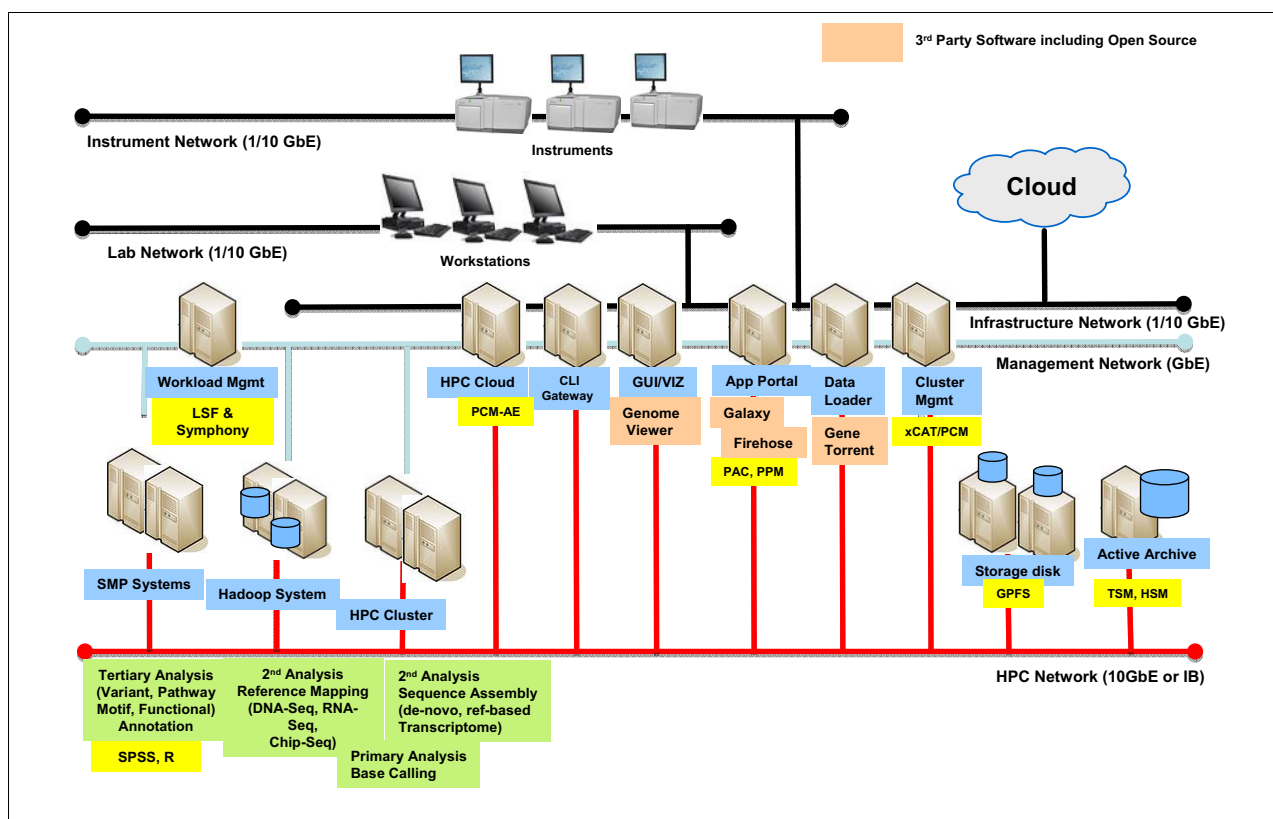 3rd Party Software including Open Source
Instrument Network (1/10 GbE)
Instruments
Cloud
Lab Network (1/10 GbE)
Workstations
Infrastructure Network (1/10 GbE)
Management Network (GbE)
Workload Mgmt
LSF &
Symphony
HPC Cloud
PCM-AE
CLI
Gateway
GUI/VIZ
Genome
Viewer
App Portal
Galaxy
Firehose
PAC, PPM
Data
Loader
Gene
Torrent
Cluster
Mgmt
xCAT/PCM
SMP Systems
Hadoop System
HPC Cluster
Storage disk
GPFS
Active Archive
TSM, HSM
HPC Network (10GbE or IB)
Tertiary Analysis
(Variant, Pathway
Motif, Functional)
Annotation
SPSS, R
2nd Analysis
Reference Mapping
(DNA-Seq, RNA-
Seq,
Chip-Seq)
2nd Analysis
Sequence Assembly
(de-novo, ref-based
Transcriptome)
Primary Analysis
Base Calling